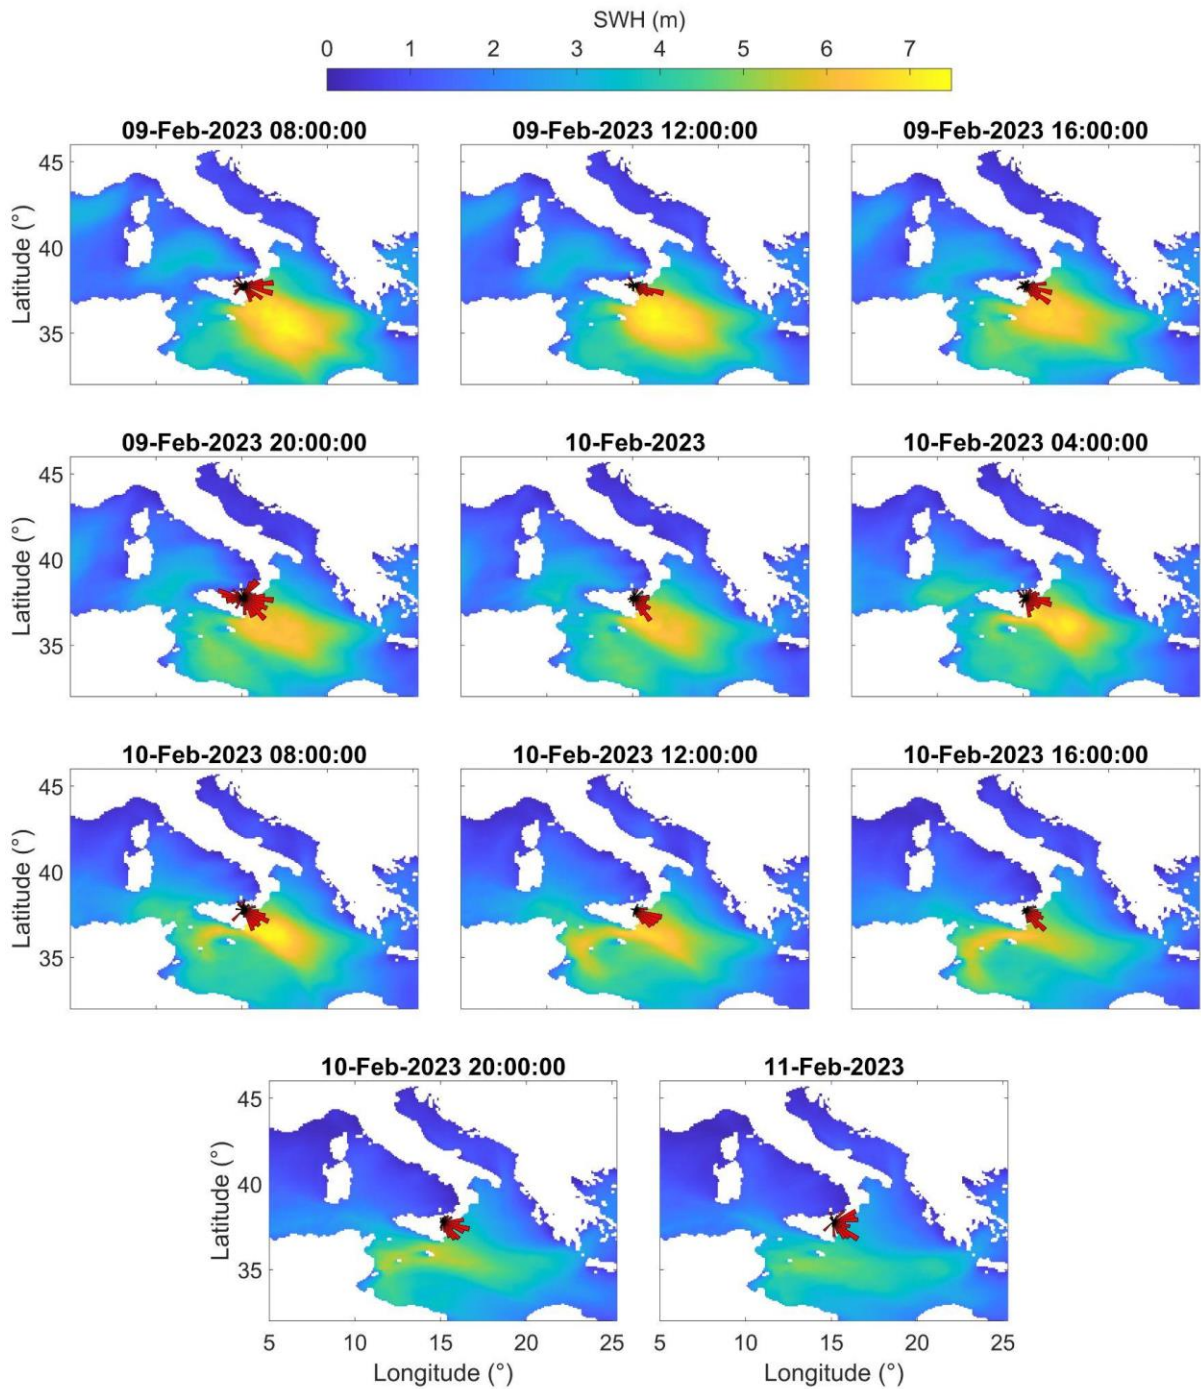 SWH (m)
0 1 2 3 4 5 6 7
09-Feb-2023 08:00:00 09-Feb-2023 12:00:00 09-Feb-2023 16:00:00
45
40
35
Latitude (°)
09-Feb-2023 20:00:00 10-Feb-2023 10-Feb-2023 04:00:00
45
40
35
Latitude (°)
10-Feb-2023 08:00:00 10-Feb-2023 12:00:00 10-Feb-2023 16:00:00
45
40
35
Latitude (°)
10-Feb-2023 20:00:00 11-Feb-2023
45 45
40 40
35 35
Latitude (°) Latitude (°)
5 10 15 20 25 5 10 15 20 25
Longitude (°) Longitude (°)